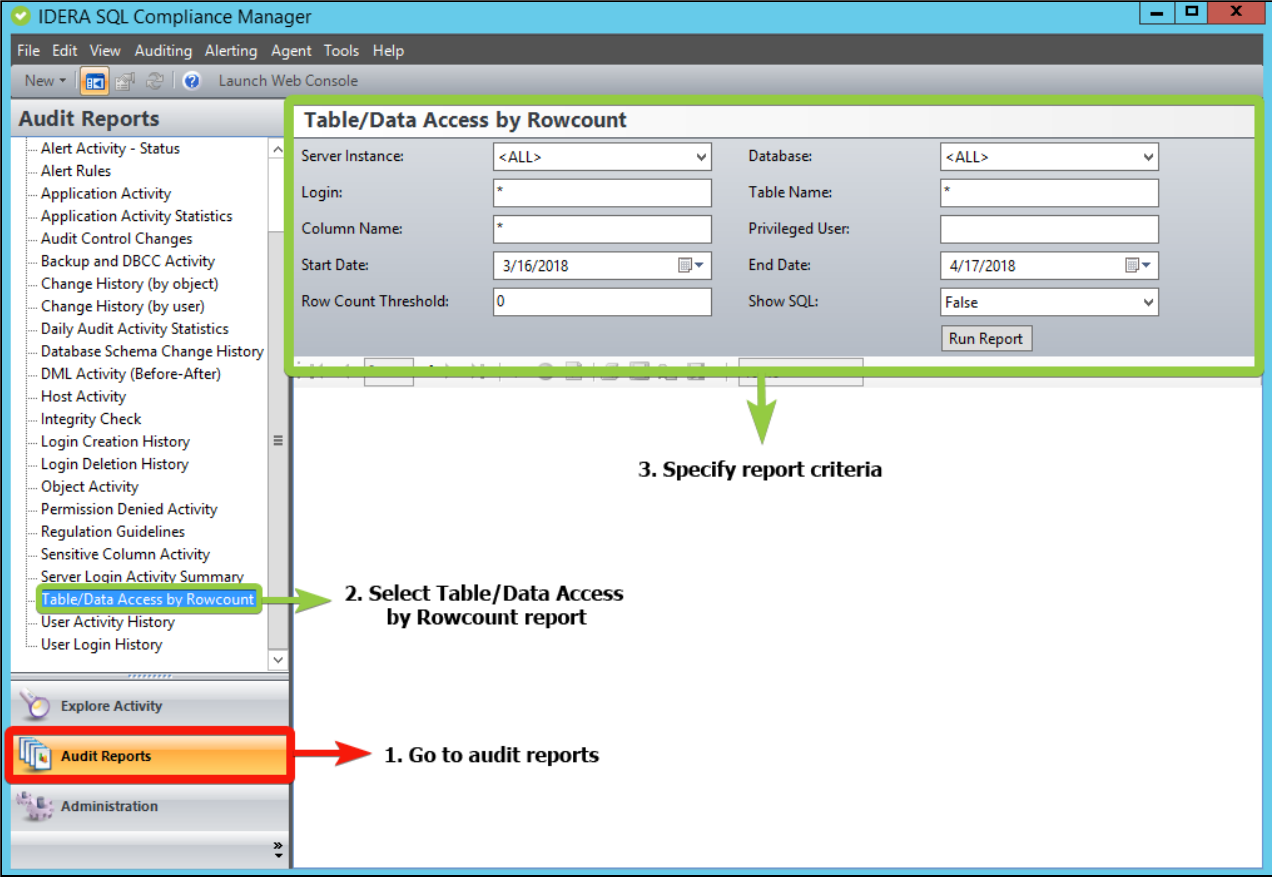 IDERA SQL Compliance Manager
File Edit View Auditing Alerting Agent Tools Help
New Launch Web Console
Audit Reports
Alert Activity - Status
Alert Rules
Application Activity
Application Activity Statistics
Audit Control Changes
Backup and DBCC Activity
Change History (by object)
Change History (by user)
Daily Audit Activity Statistics
Database Schema Change History
DML Activity (Before-After)
Host Activity
Integrity Check
Login Creation History
Login Deletion History
Object Activity
Permission Denied Activity
Regulation Guidelines
Sensitive Column Activity
Server Login Activity Summary
Table/Data Access by Rowcount
User Activity History
User Login History
Explore Activity
Audit Reports
Administration
Table/Data Access by Rowcount
Server Instance: <ALL> Database: <ALL>
Login: * Table Name: *
Column Name: * Privileged User:
Start Date: 3/16/2018 End Date: 4/17/2018
Row Count Threshold: 0 Show SQL: False
Run Report
3. Specify report criteria
2. Select Table/Data Access
by Rowcount report
1. Go to audit reports